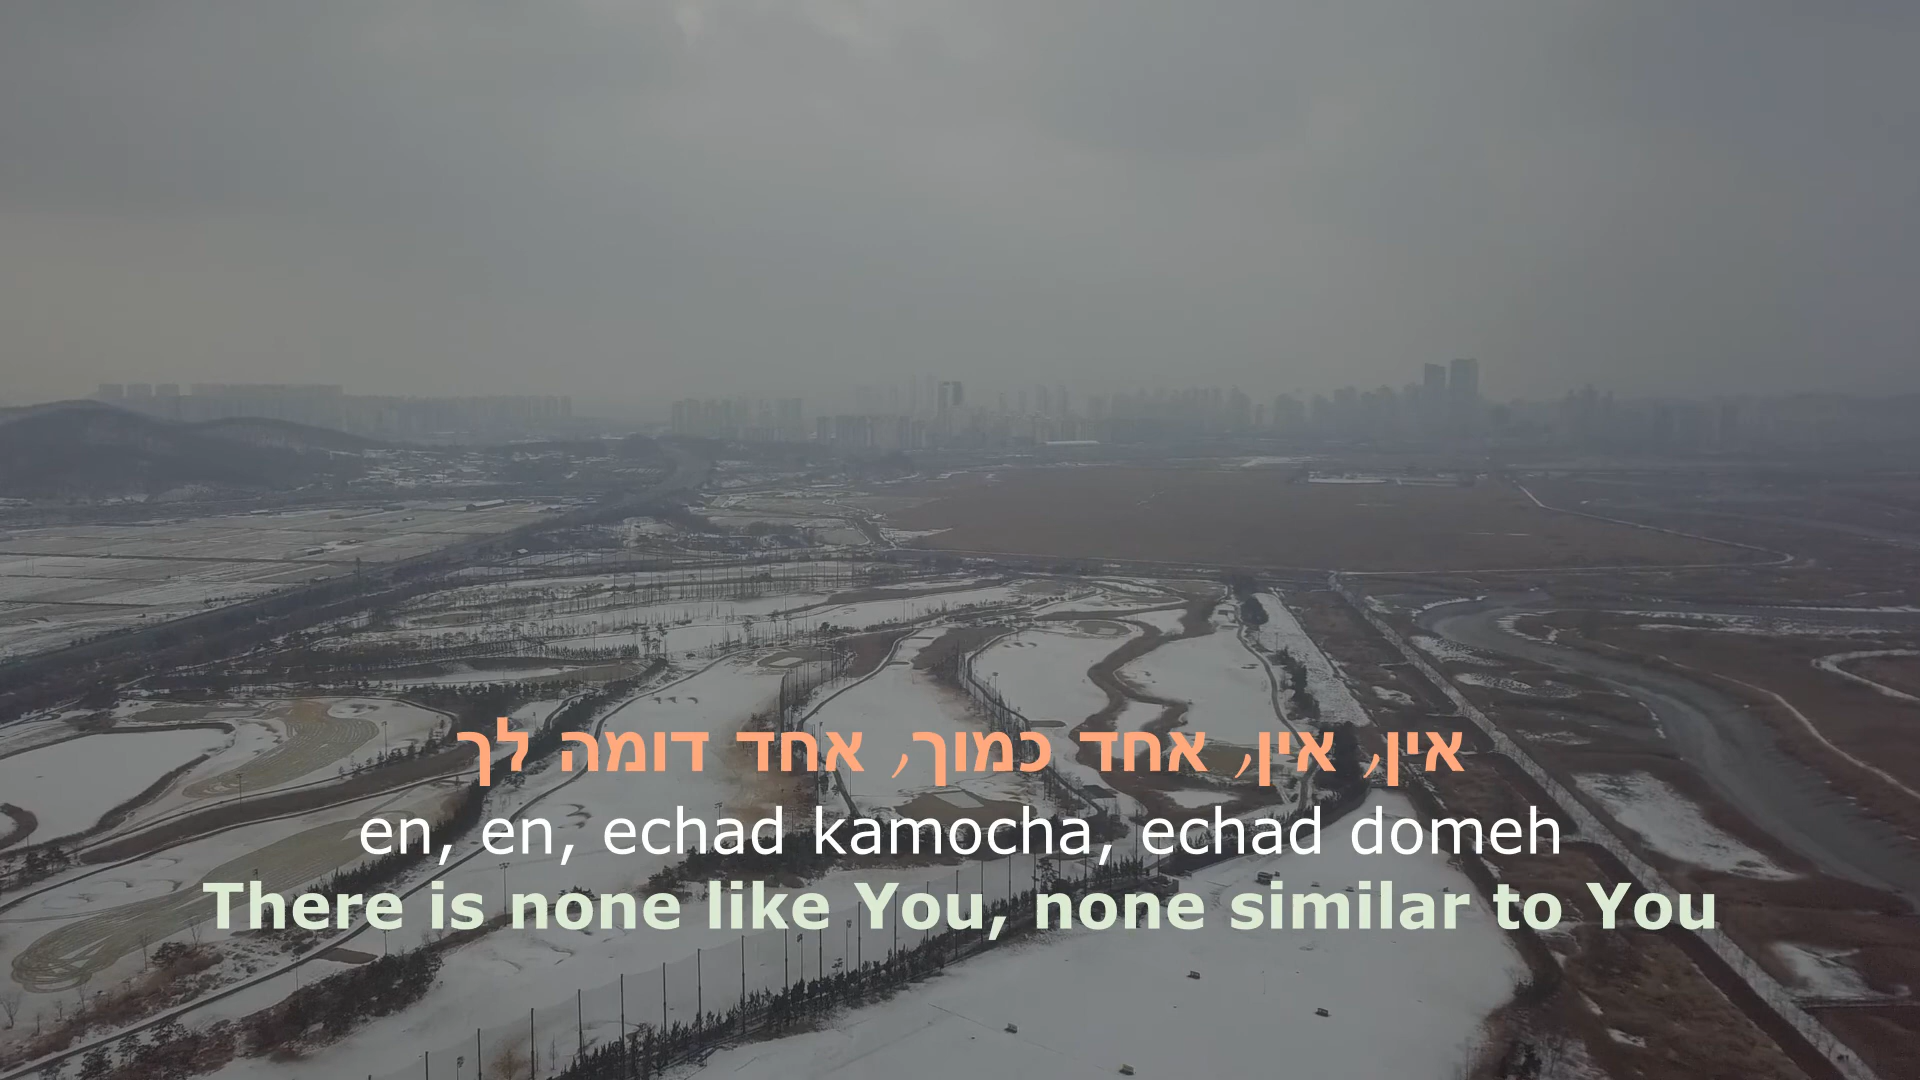 אין, אין, אחד כמוך, אחד דומה לך
en, en, echad kamocha, echad domeh
There is none like You, none similar to You